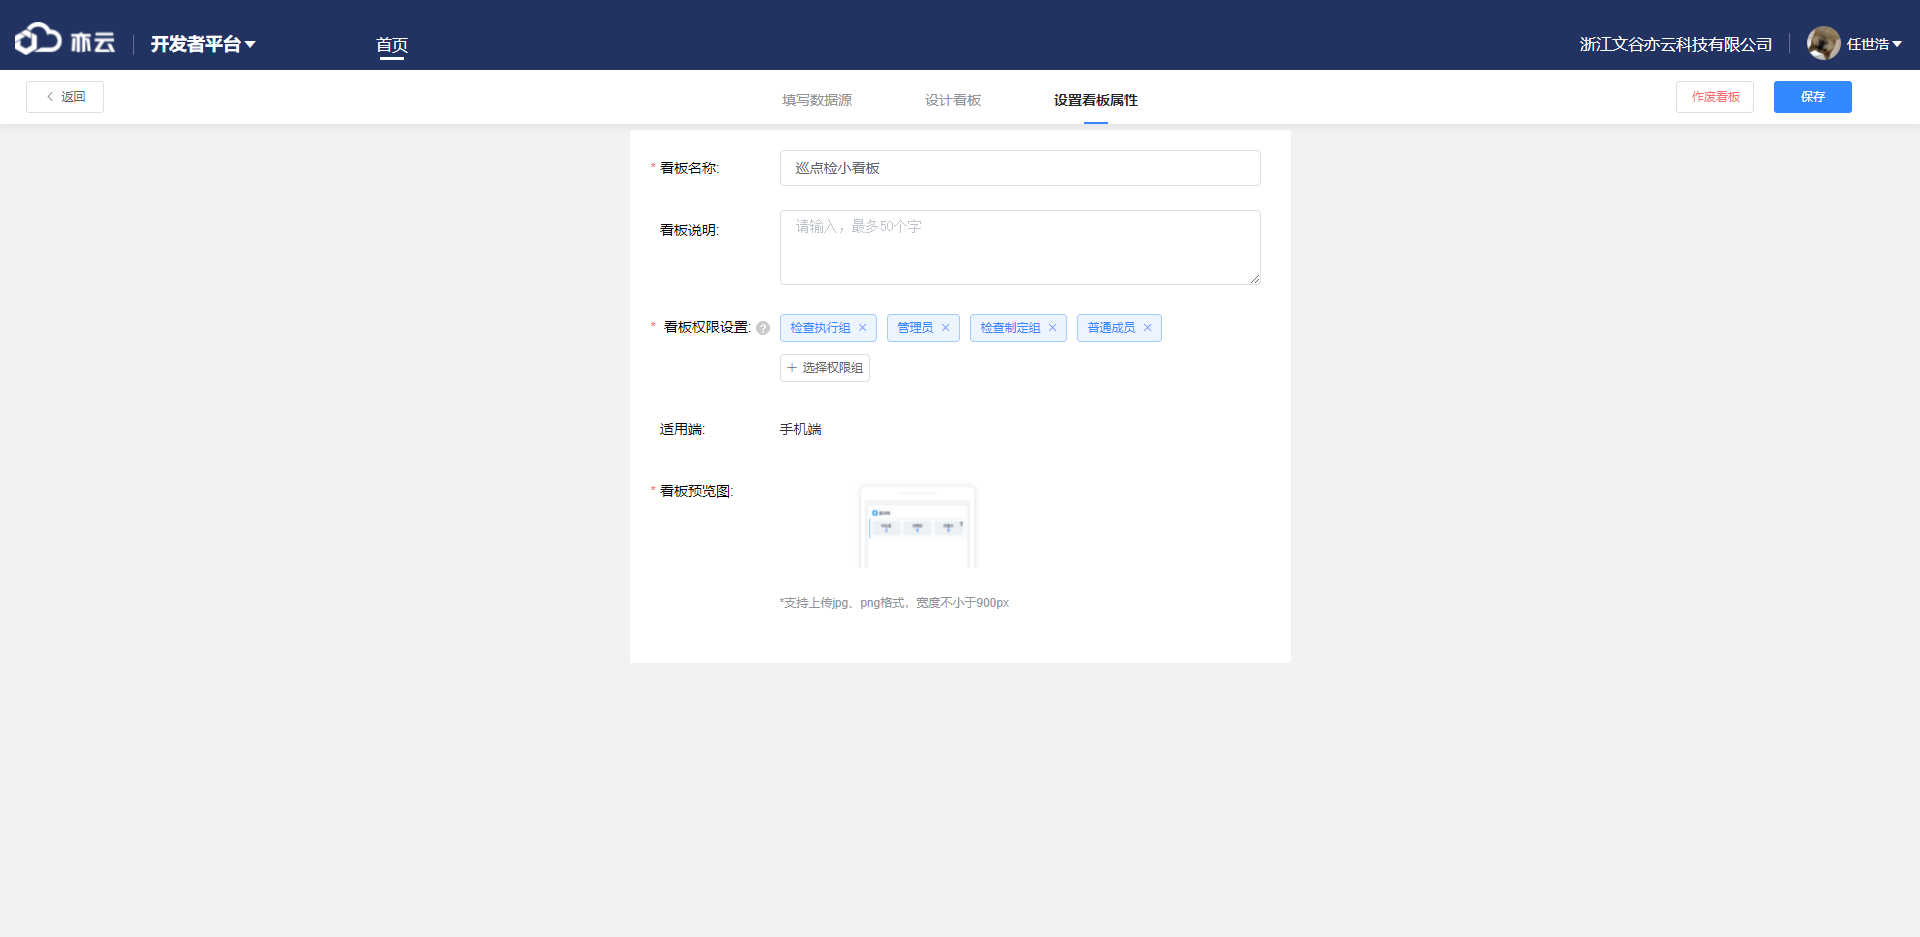 亦云 开发者平台 首页 浙江文谷亦云科技有限公司 任世浩
返回 填写数据源 设计看板 设置看板属性 作废看板 保存
* 看板名称: 巡点检小看板
看板说明: 请输入，最多50个字
* 看板权限设置: ? 检查执行组 × 管理员 × 检查制定组 × 普通成员 ×
+ 选择权限组
适用端: 手机端
* 看板预览图:
*支持上传jpg、png格式，宽度不小于900px